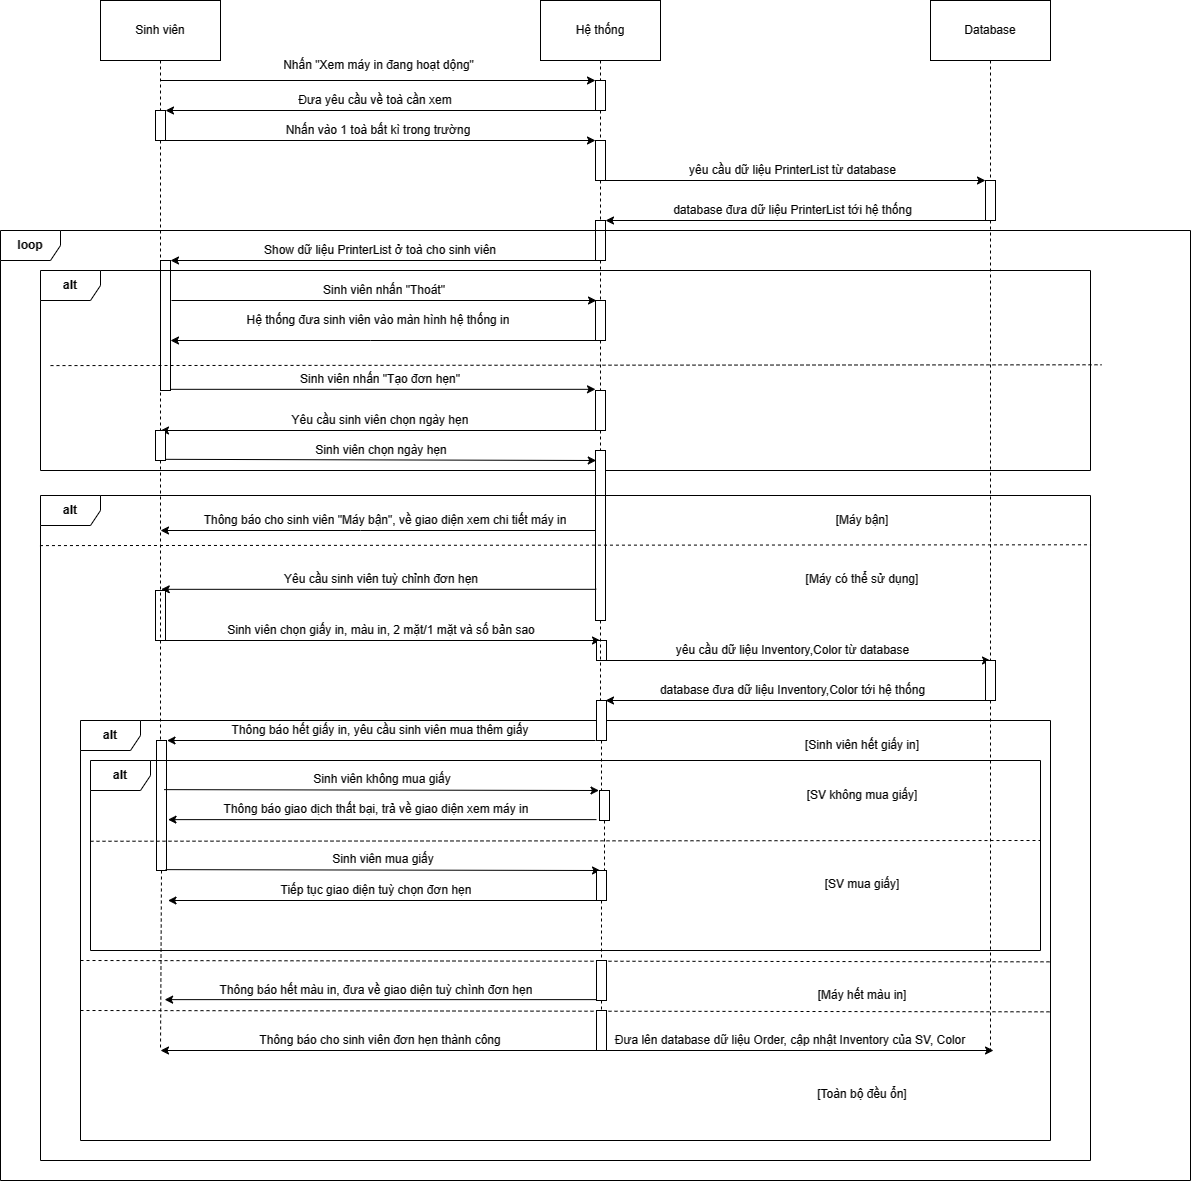 Sinh viên
Hệ thống
Database
Nhấn "Xem máy in đang hoạt động"
Đưa yêu cầu về toà cần xem
Nhấn vào 1 toà bất kì trong trường
yêu cầu dữ liệu PrinterList từ database
database đưa dữ liệu PrinterList tới hệ thống
loop
Show dữ liệu PrinterList ở toà cho sinh viên
alt
Sinh viên nhấn "Thoát"
Hệ thống đưa sinh viên vào màn hình hệ thống in
Sinh viên nhấn "Tạo đơn hẹn"
Yêu cầu sinh viên chọn ngày hẹn
Sinh viên chọn ngày hẹn
alt
Thông báo cho sinh viên "Máy bận", về giao diện xem chi tiết máy in
[Máy bận]
Yêu cầu sinh viên tuỳ chỉnh đơn hẹn
[Máy có thể sử dụng]
Sinh viên chọn giấy in, màu in, 2 mặt/1 mặt và số bản sao
yêu cầu dữ liệu Inventory,Color từ database
database đưa dữ liệu Inventory,Color tới hệ thống
alt
Thông báo hết giấy in, yêu cầu sinh viên mua thêm giấy
[Sinh viên hết giấy in]
alt
Sinh viên không mua giấy
[SV không mua giấy]
Thông báo giao dịch thất bại, trả về giao diện xem máy in
Sinh viên mua giấy
[SV mua giấy]
Tiếp tục giao diện tuỳ chọn đơn hẹn
Thông báo hết màu in, đưa về giao diện tuỳ chỉnh đơn hẹn
[Máy hết màu in]
Thông báo cho sinh viên đơn hẹn thành công
Đưa lên database dữ liệu Order, cập nhật Inventory của SV, Color
[Toàn bộ đều ổn]